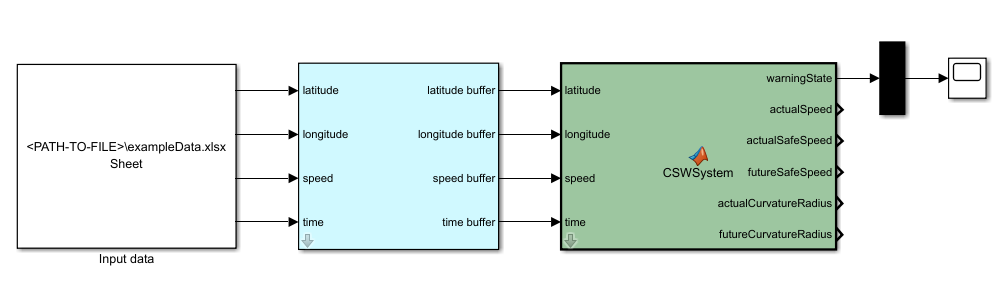 <PATH-TO-FILE>\exampleData.xlsx
Sheet
Input data
latitude
longitude
speed
time
latitude buffer
longitude buffer
speed buffer
time buffer
latitude
longitude
speed
time
CSWSystem
warningState
actualSpeed
actualSafeSpeed
futureSafeSpeed
actualCurvatureRadius
futureCurvatureRadius